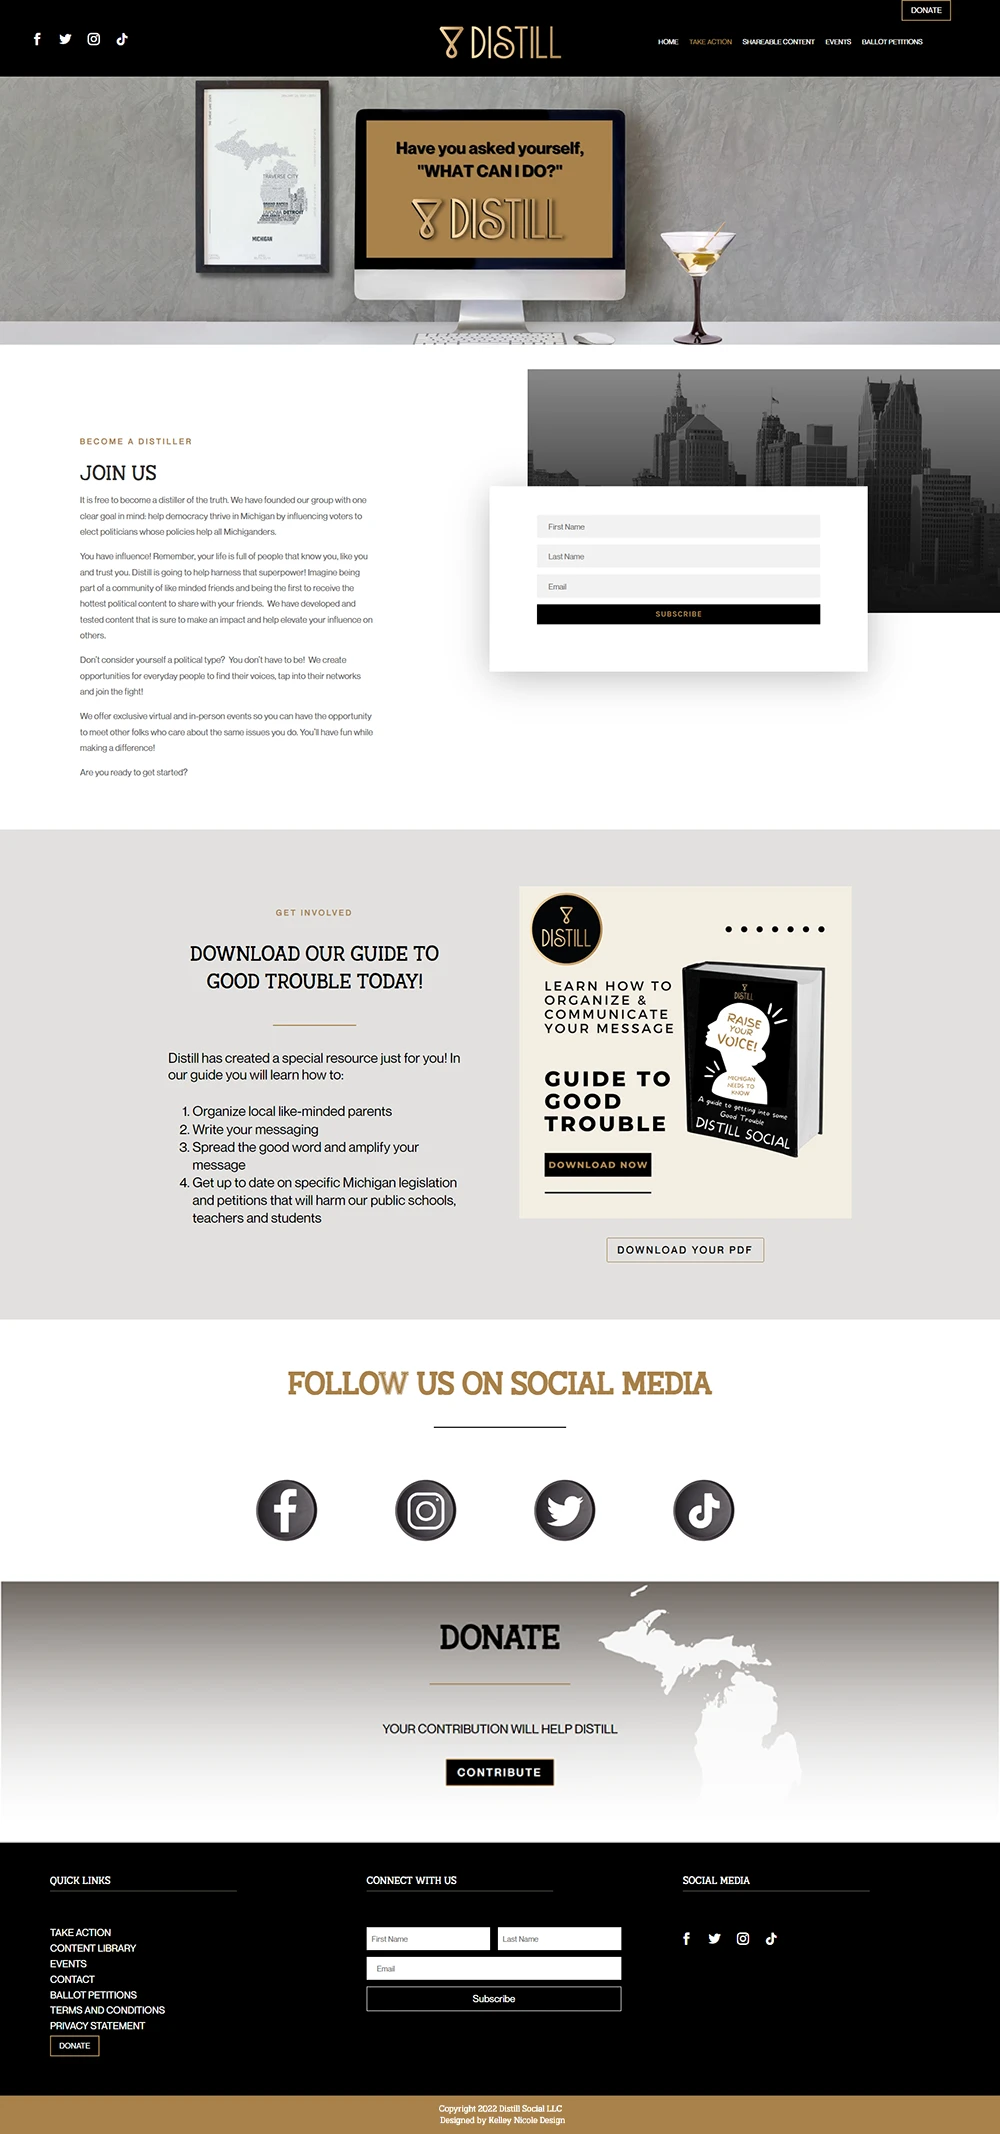 DONATE
DISTILL
HOME TAKE ACTION SHAREABLE CONTENT EVENTS BALLOT PETITIONS
Have you asked yourself,
"WHAT CAN I DO?"
DISTILL
TRAVERSE CITY
DETROIT
MICHIGAN
BECOME A DISTILLER
JOIN US
It is free to become a distiller of the truth. We have founded our group with one
clear goal in mind: help democracy thrive in Michigan by influencing voters to
elect politicians whose policies help all Michiganders.
You have influence! Remember, your life is full of people that know you, like you
and trust you. Distill is going to help harness that superpower! Imagine being
part of a community of like minded friends and being the first to receive the
hottest political content to share with your friends. We have developed and
tested content that is sure to make an impact and help elevate your influence on
others.
Don't consider yourself a political type? You don't have to be! We create
opportunities for everyday people to find their voices, tap into their networks
and join the fight!
We offer exclusive virtual and in-person events so you can have the opportunity
to meet other folks who care about the same issues you do. You'll have fun while
making a difference!
Are you ready to get started?
First Name
Last Name
Email
SUBSCRIBE
GET INVOLVED
DOWNLOAD OUR GUIDE TO
GOOD TROUBLE TODAY!
Distill has created a special resource just for you! In
our guide you will learn how to:
1. Organize local like-minded parents
2. Write your messaging
3. Spread the good word and amplify your
message
4. Get up to date on specific Michigan legislation
and petitions that will harm our public schools,
teachers and students
DISTILL
LEARN HOW TO
ORGANIZE &
COMMUNICATE
YOUR MESSAGE
GUIDE TO
GOOD
TROUBLE
DOWNLOAD NOW
DISTILL
RAISE
YOUR
VOICE!
MICHIGAN
NEEDS TO
KNOW
A guide to getting into some
Good Trouble
DISTILL SOCIAL
DOWNLOAD YOUR PDF
FOLLOW US ON SOCIAL MEDIA
DONATE
YOUR CONTRIBUTION WILL HELP DISTILL
CONTRIBUTE
QUICK LINKS
TAKE ACTION
CONTENT LIBRARY
EVENTS
CONTACT
BALLOT PETITIONS
TERMS AND CONDITIONS
PRIVACY STATEMENT
DONATE
CONNECT WITH US
First Name
Last Name
Email
Subscribe
SOCIAL MEDIA
Copyright 2022 Distill Social LLC
Designed by Kelley Nicole Design